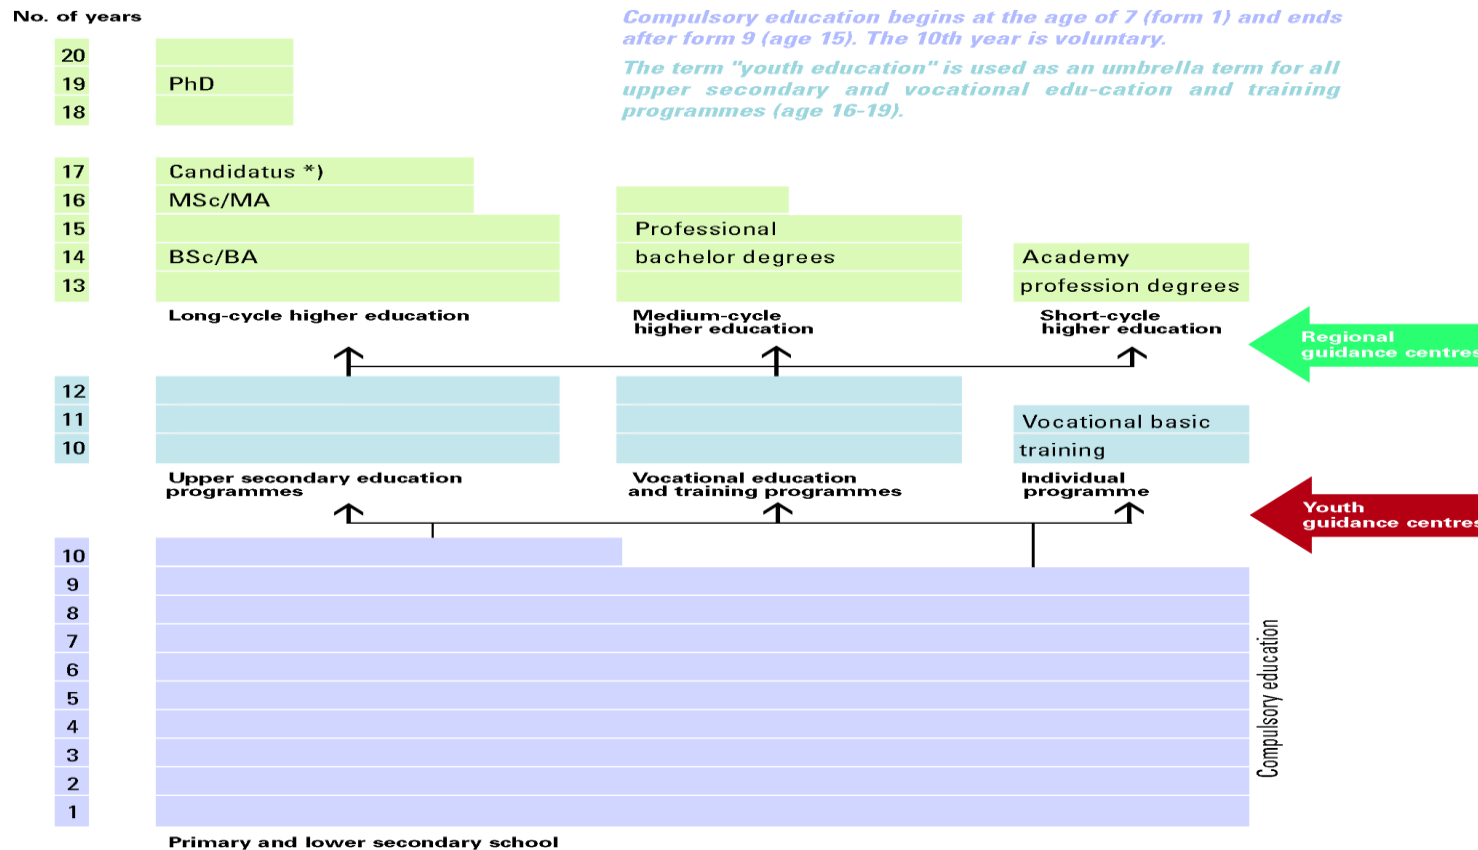 No. of years
Compulsory education begins at the age of 7 (form 1) and ends
after form 9 (age 15). The 10th year is voluntary.
The term "youth education" is used as an umbrella term for all
upper secondary and vocational edu-cation and training
programmes (age 16-19).
20
19 PhD
18
17 Candidatus *)
16 MSc/MA
15 Professional
14 BSc/BA bachelor degrees Academy
13 profession degrees
Long-cycle higher education
Medium-cycle
higher education
Short-cycle
higher education
Regional
guidance centres
12
11 Vocational basic
10 training
Upper secondary education
programmes
Vocational education
and training programmes
Individual
programme
Youth
guidance centres
10
9
8
7
6
5
4
3
2
1
Compulsory education
Primary and lower secondary school